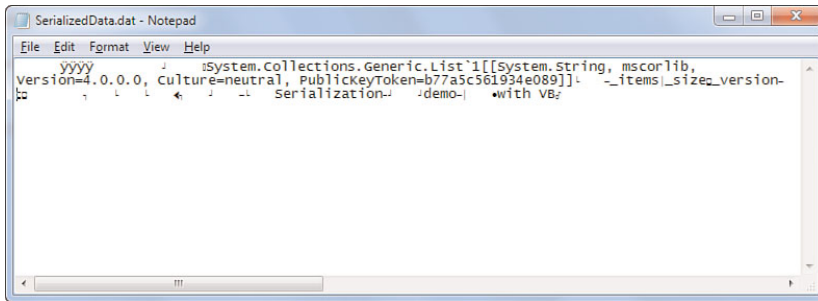 SerializedData.dat - Notepad
File Edit Format View Help
ÿÿÿÿ System.Collections.Generic.List`1[[System.String, mscorlib,
Version=4.0.0.0, Culture=neutral, PublicKeyToken=b77a5c561934e089]] _items _size _version
Serialization demo with VB